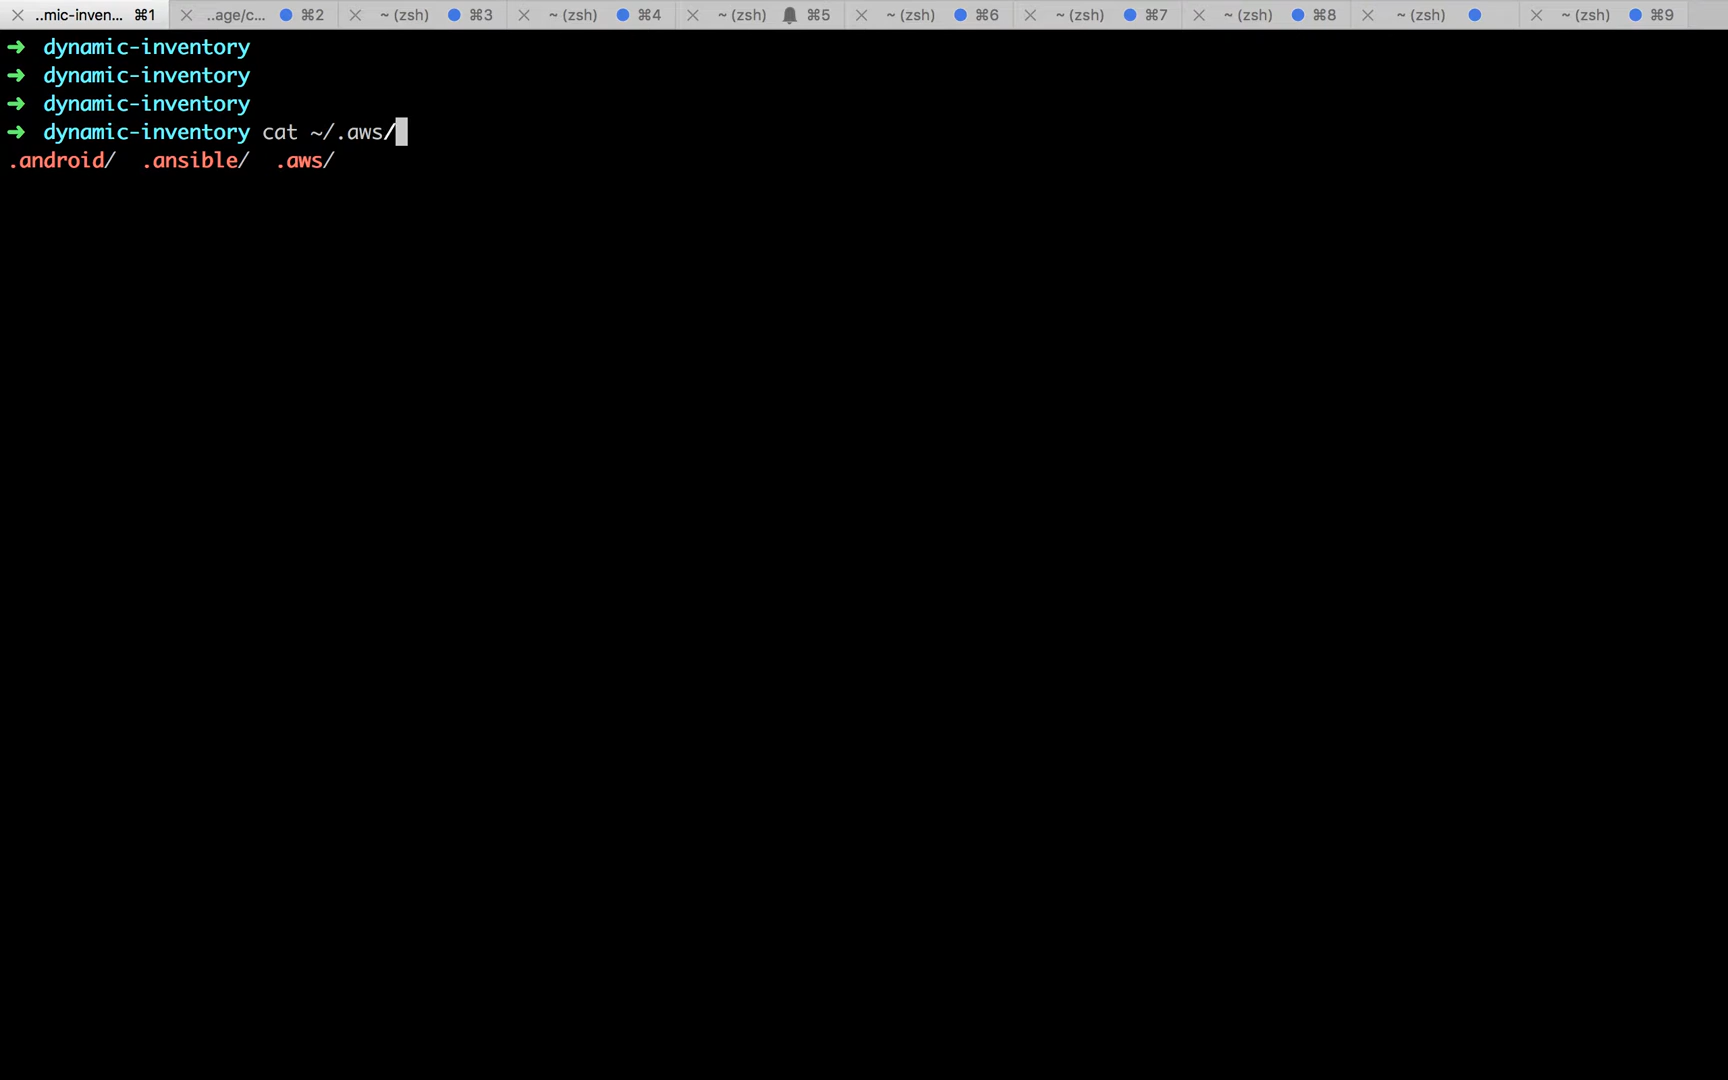 ..mic-inven... ⌘1 ..age/c... ⌘2 ~ (zsh) ⌘3 ~ (zsh) ⌘4 ~ (zsh) ⌘5 ~ (zsh) ⌘6 ~ (zsh) ⌘7 ~ (zsh) ⌘8 ~ (zsh) ~ (zsh) ⌘9
➜ dynamic-inventory
➜ dynamic-inventory
➜ dynamic-inventory
➜ dynamic-inventory cat ~/.aws/
.android/ .ansible/ .aws/